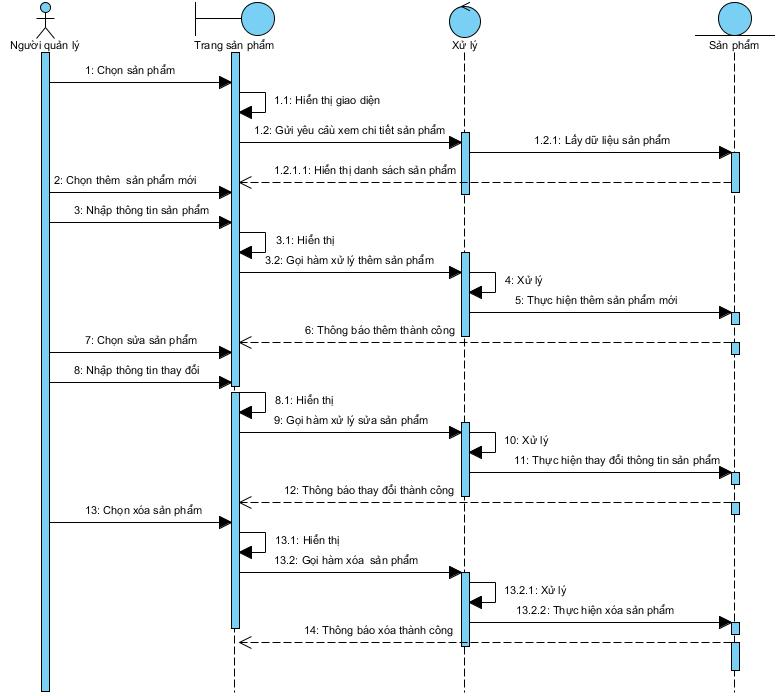 Người quản lý
Trang sản phẩm
Xử lý
Sản phẩm
1: Chọn sản phẩm
1.1: Hiển thị giao diện
1.2: Gửi yêu cầu xem chi tiết sản phẩm
1.2.1: Lấy dữ liệu sản phẩm
1.2.1.1: Hiển thị danh sách sản phẩm
2: Chọn thêm sản phẩm mới
3: Nhập thông tin sản phẩm
3.1: Hiển thị
3.2: Gọi hàm xử lý thêm sản phẩm
4: Xử lý
5: Thực hiện thêm sản phẩm mới
6: Thông báo thêm thành công
7: Chọn sửa sản phẩm
8: Nhập thông tin thay đổi
8.1: Hiển thị
9: Gọi hàm xử lý sửa sản phẩm
10: Xử lý
11: Thực hiện thay đổi thông tin sản phẩm
12: Thông báo thay đổi thành công
13: Chọn xóa sản phẩm
13.1: Hiển thị
13.2: Gọi hàm xóa sản phẩm
13.2.1: Xử lý
13.2.2: Thực hiện xóa sản phẩm
14: Thông báo xóa thành công